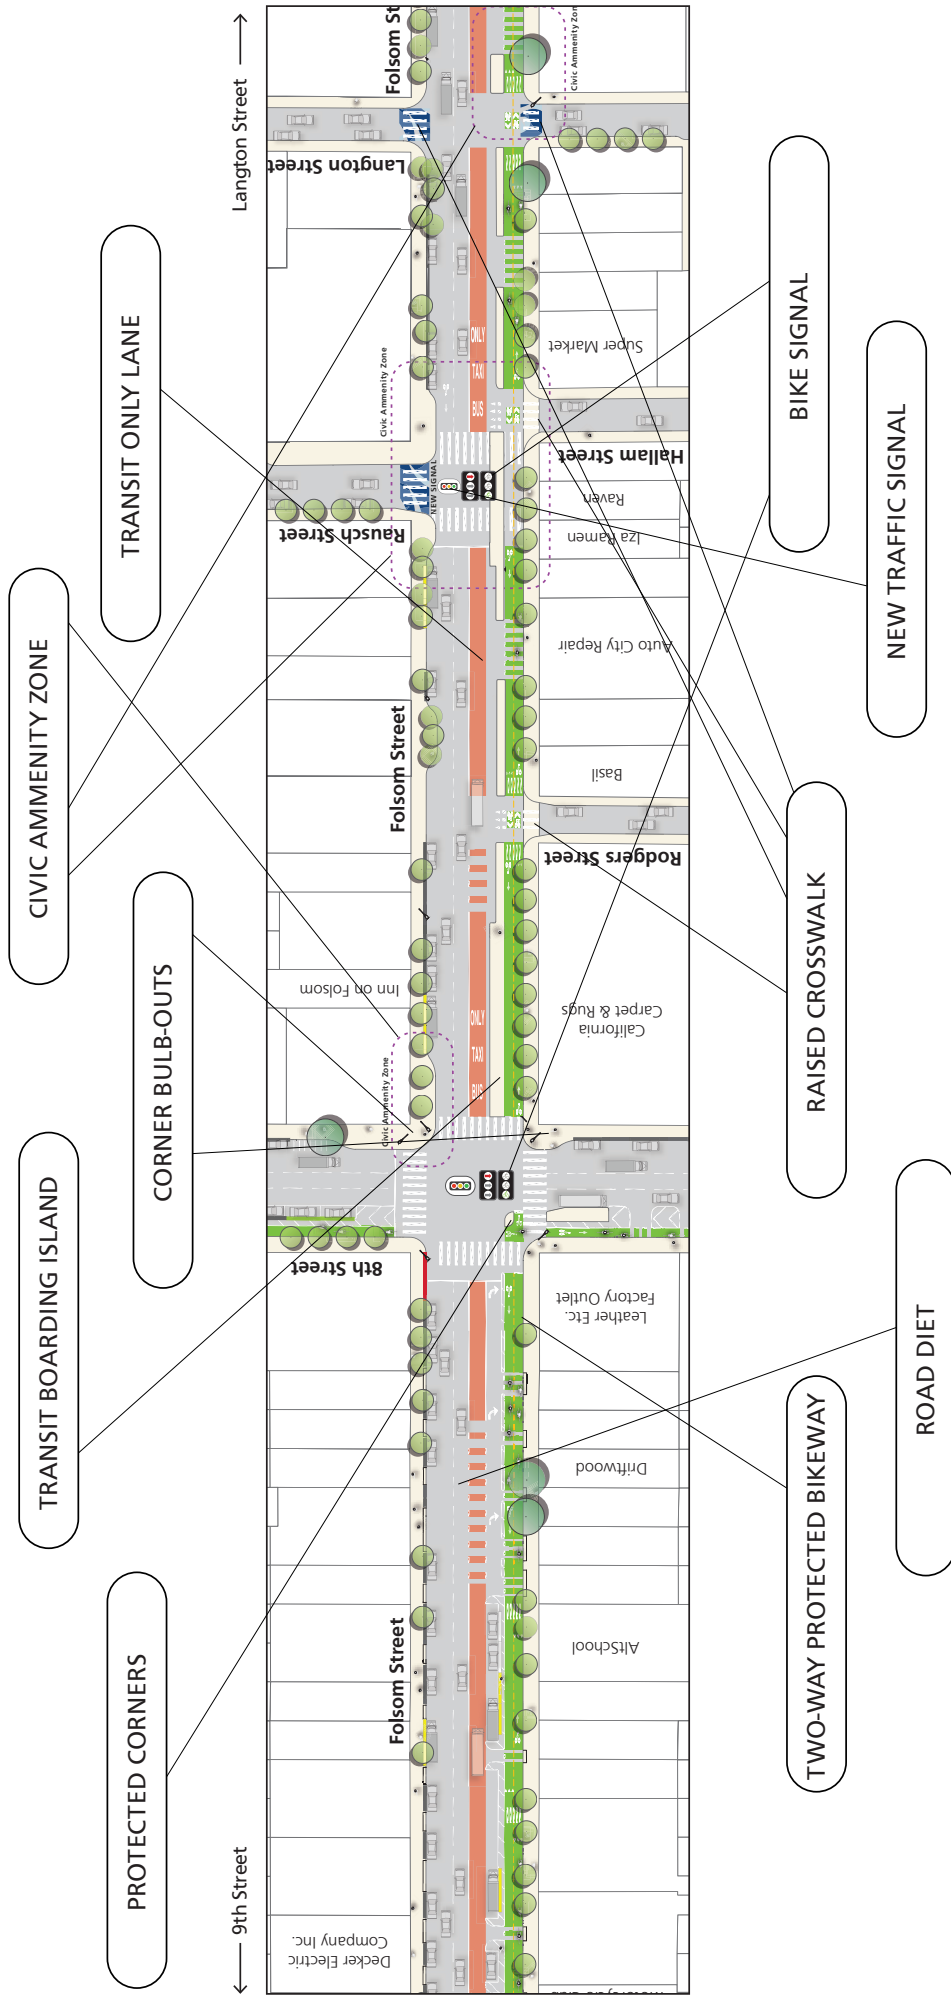 PROTECTED CORNERS
TRANSIT BOARDING ISLAND
CORNER BULB-OUTS
CIVIC AMMENITY ZONE
TRANSIT ONLY LANE
9th Street
Langton Street
Decker Electric
Company Inc.
8th Street
Inn on Folsom
Rausch Street
Langton Street
Folsom Street
Folsom Street
Folsom St
Civic Ammenity Zone
Civic Ammenity Zone
Civic Ammenity Zone
NEW SIGNAL
BUS
TAXI
ONLY
BUS
TAXI
ONLY
AltSchool
Driftwood
Leather Etc.
Factory Outlet
California
Carpet & Rugs
Rodgers Street
Basil
Auto City Repair
Iza Ramen
Raven
Hallam Street
Super Market
TWO-WAY PROTECTED BIKEWAY
ROAD DIET
RAISED CROSSWALK
NEW TRAFFIC SIGNAL
BIKE SIGNAL